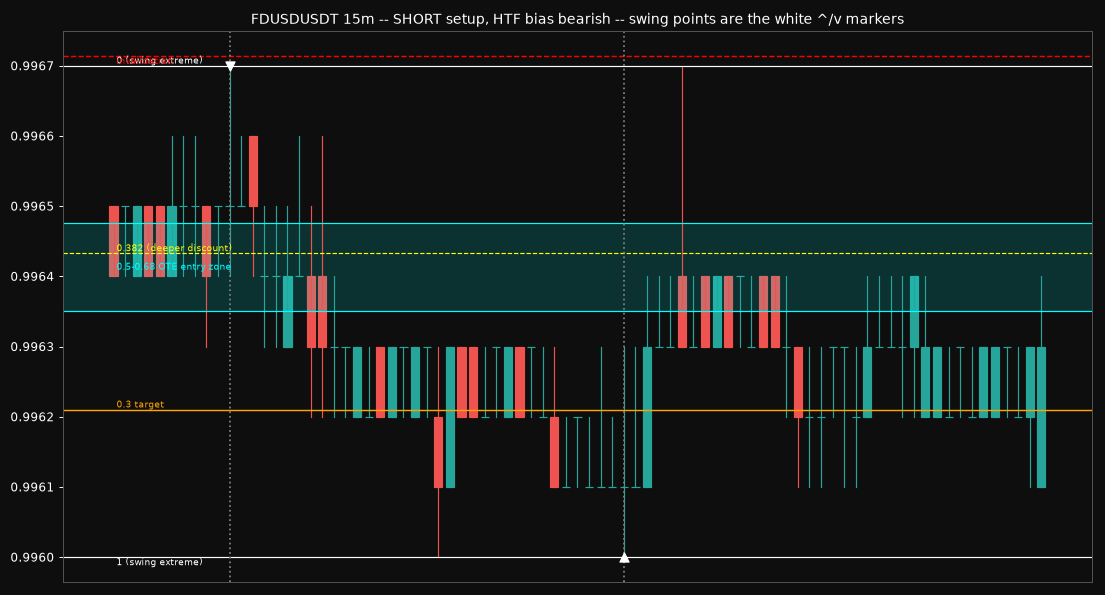 FDUSDUSDT 15m -- SHORT setup, HTF bias bearish -- swing points are the white ^/v markers
0 (swing extreme)
0.9967
0.9966
0.9965
0.382 (deeper discount)
0.5-0.68 OTE entry zone
0.9964
0.9963
0.3 target
0.9962
0.9961
0.9960
1 (swing extreme)